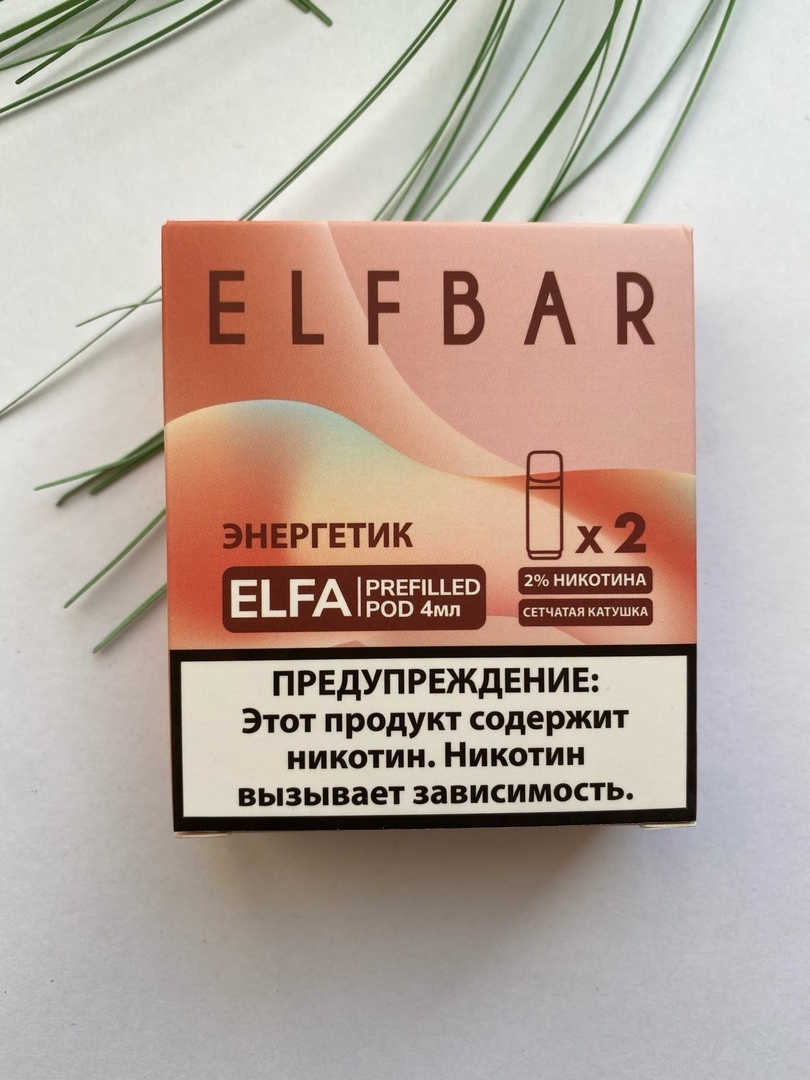 ELFBAR
ЭНЕРГЕТИК
x 2
ELFA PREFILLED
POD 4мл
2% НИКОТИНА
СЕТЧАТАЯ КАТУШКА
ПРЕДУПРЕЖДЕНИЕ:
Этот продукт содержит
никотин. Никотин
вызывает зависимость.